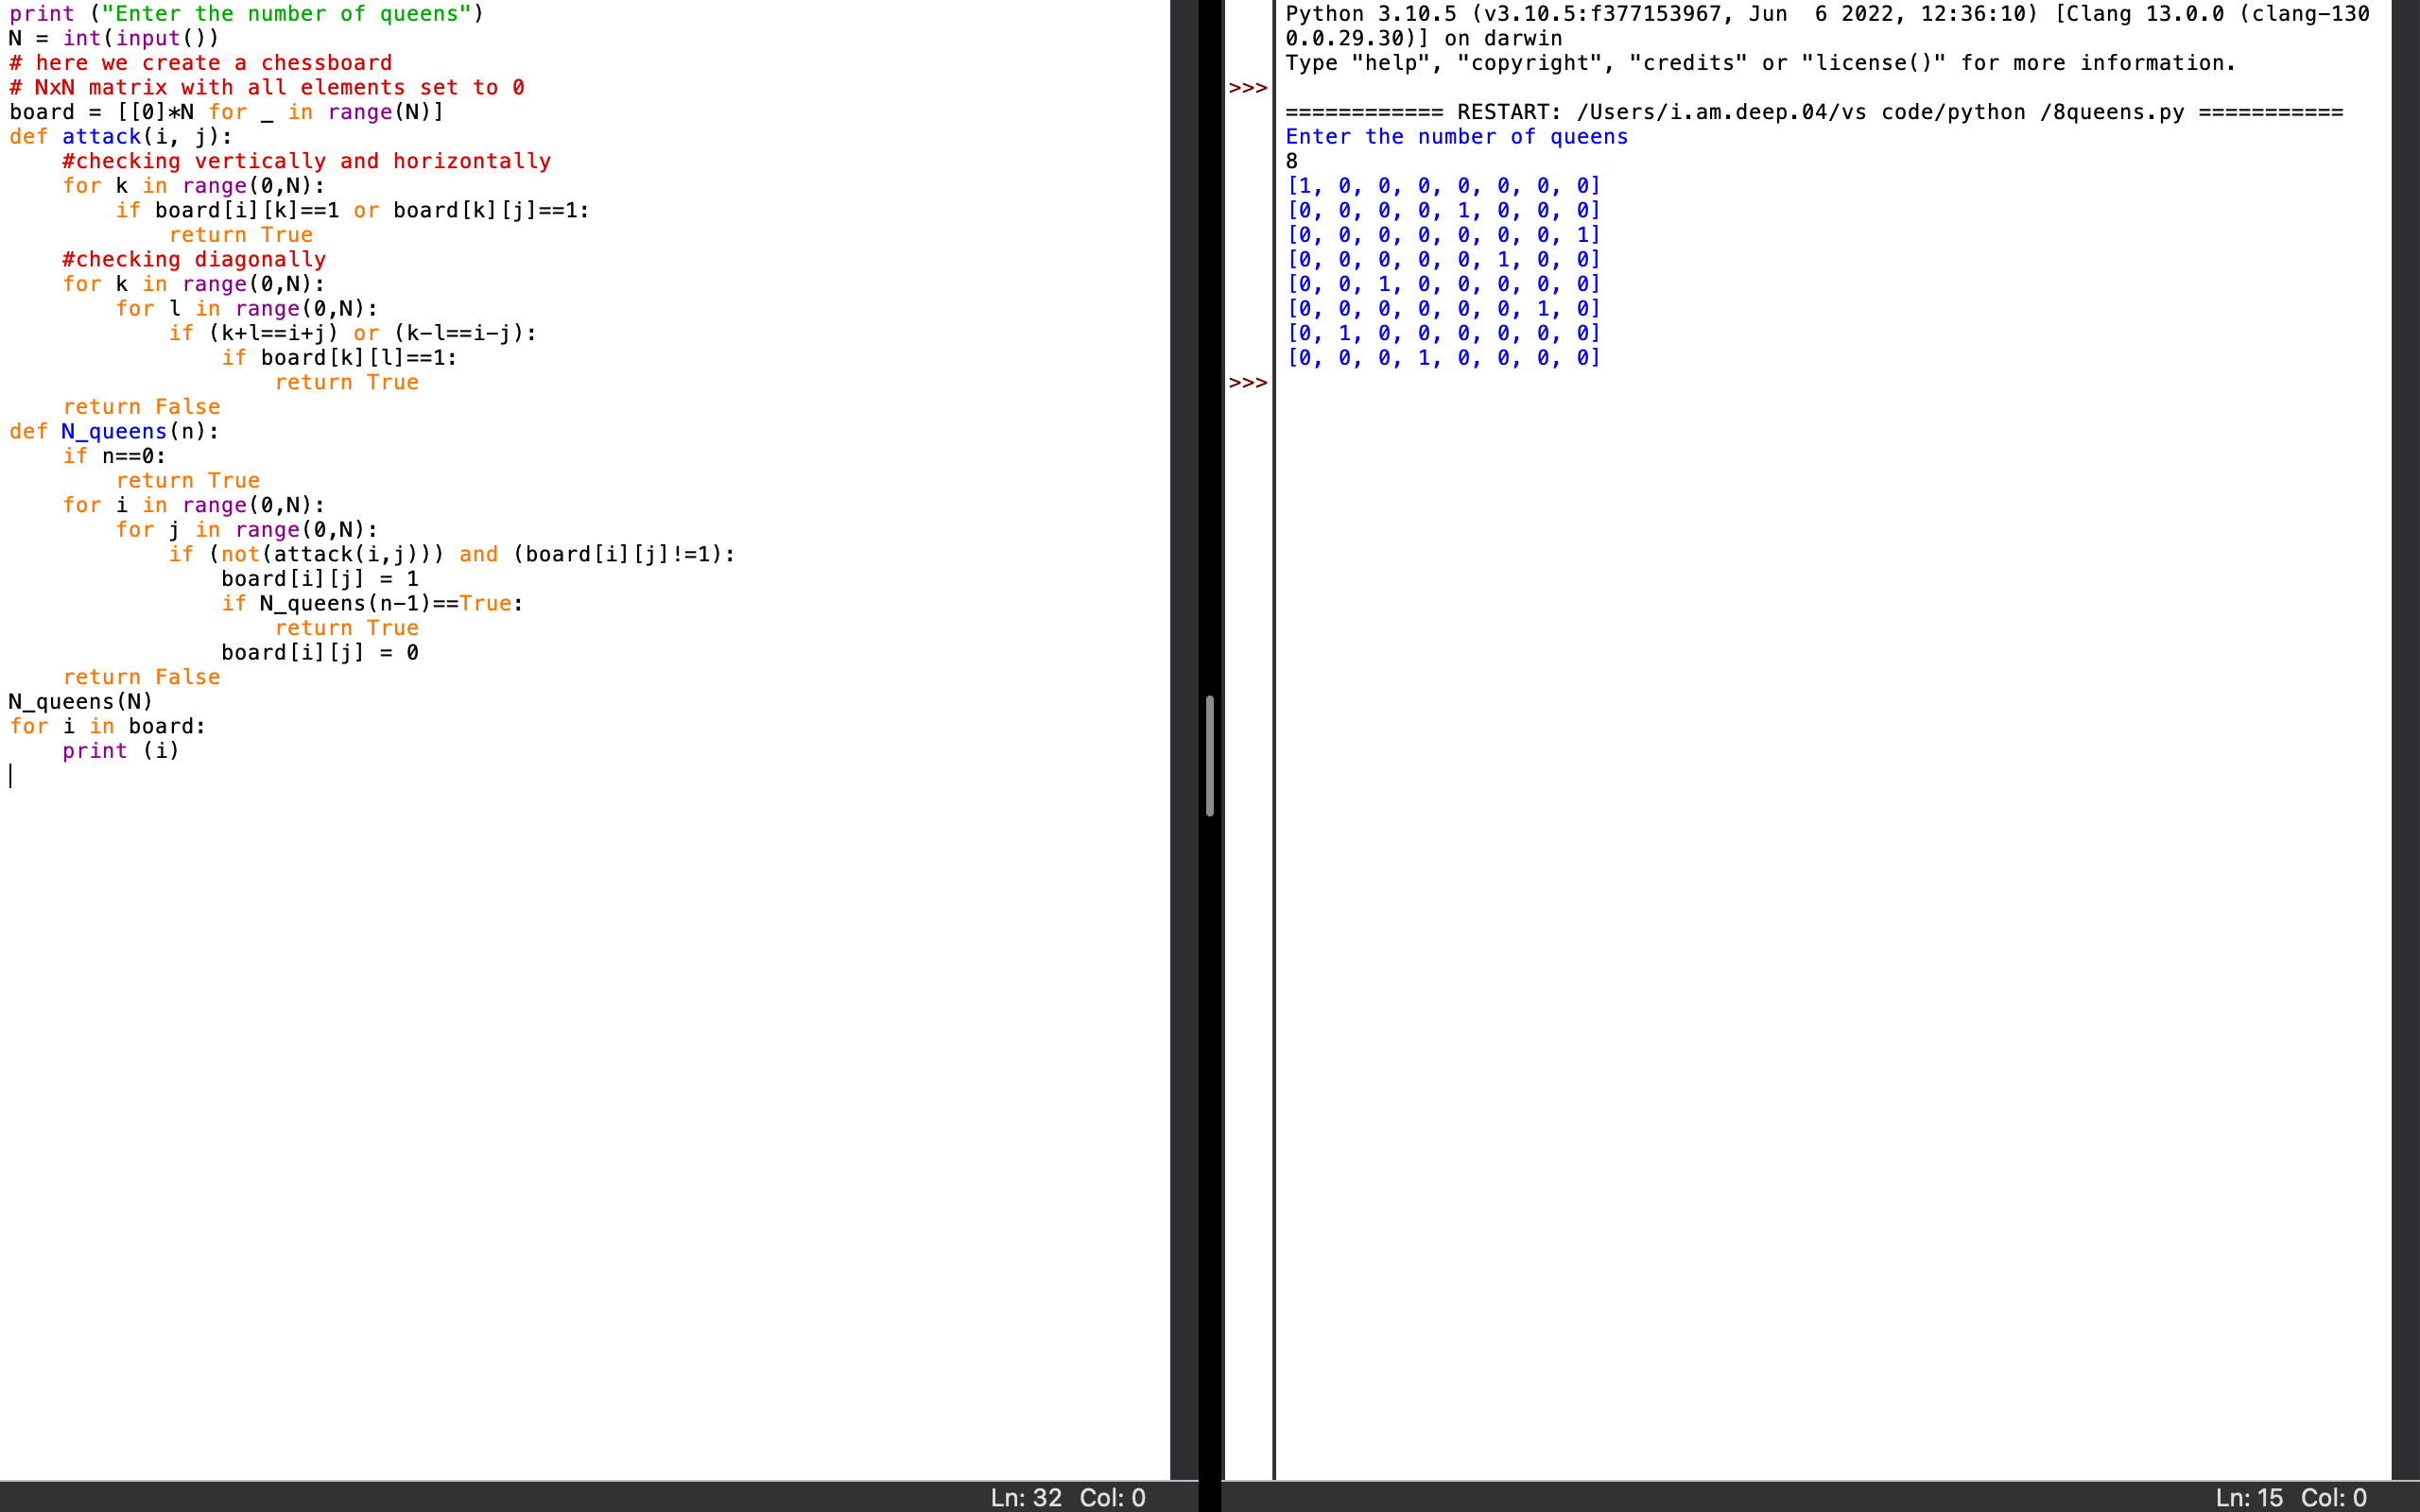 print ("Enter the number of queens")
N = int(input())
# here we create a chessboard
# NxN matrix with all elements set to 0
board = [[0]*N for _ in range(N)]
def attack(i, j):
    #checking vertically and horizontally
    for k in range(0,N):
        if board[i][k]==1 or board[k][j]==1:
            return True
    #checking diagonally
    for k in range(0,N):
        for l in range(0,N):
            if (k+l==i+j) or (k-l==i-j):
                if board[k][l]==1:
                    return True
    return False
def N_queens(n):
    if n==0:
        return True
    for i in range(0,N):
        for j in range(0,N):
            if (not(attack(i,j))) and (board[i][j]!=1):
                board[i][j] = 1
                if N_queens(n-1)==True:
                    return True
                board[i][j] = 0
    return False
N_queens(N)
for i in board:
    print (i)
Ln: 32 Col: 0
Python 3.10.5 (v3.10.5:f377153967, Jun  6 2022, 12:36:10) [Clang 13.0.0 (clang-130
0.0.29.30)] on darwin
Type "help", "copyright", "credits" or "license()" for more information.
>>>
============ RESTART: /Users/i.am.deep.04/vs code/python /8queens.py ===========
Enter the number of queens
8
[1, 0, 0, 0, 0, 0, 0, 0]
[0, 0, 0, 0, 1, 0, 0, 0]
[0, 0, 0, 0, 0, 0, 0, 1]
[0, 0, 0, 0, 0, 1, 0, 0]
[0, 0, 1, 0, 0, 0, 0, 0]
[0, 0, 0, 0, 0, 0, 1, 0]
[0, 1, 0, 0, 0, 0, 0, 0]
[0, 0, 0, 1, 0, 0, 0, 0]
>>>
Ln: 15 Col: 0